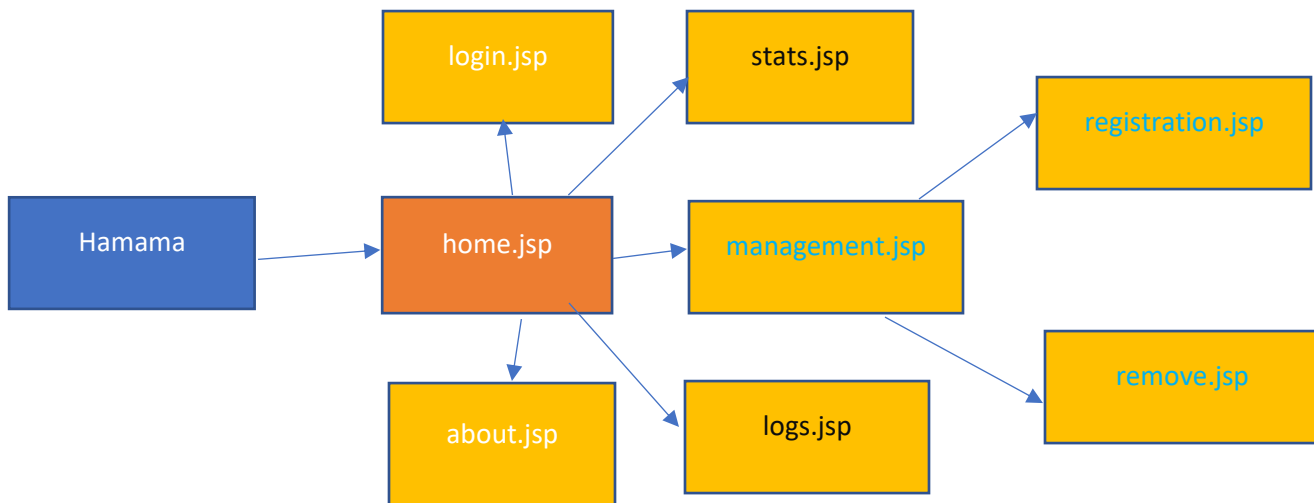 login.jsp
stats.jsp
registration.jsp
Hamama
home.jsp
management.jsp
remove.jsp
about.jsp
logs.jsp